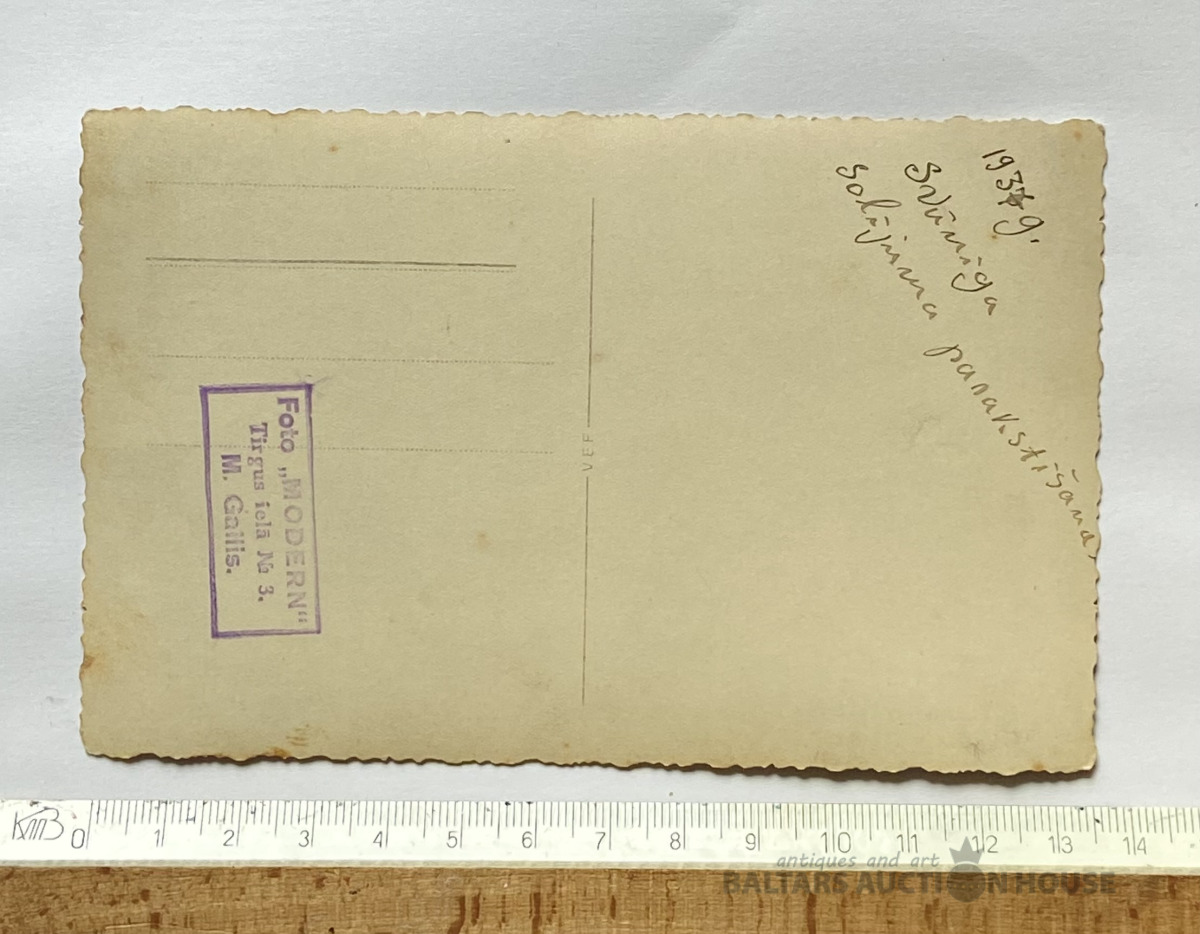 1937 g.
Svinīga
solījuma parakstīšana
VEF
Foto „MODERN"
Tirgus ielā № 3.
M. Gallis.
0 1 2 3 4 5 6 7 8 9 10 11 12 13 14
antiques and art
BALTARS AUCTION HOUSE